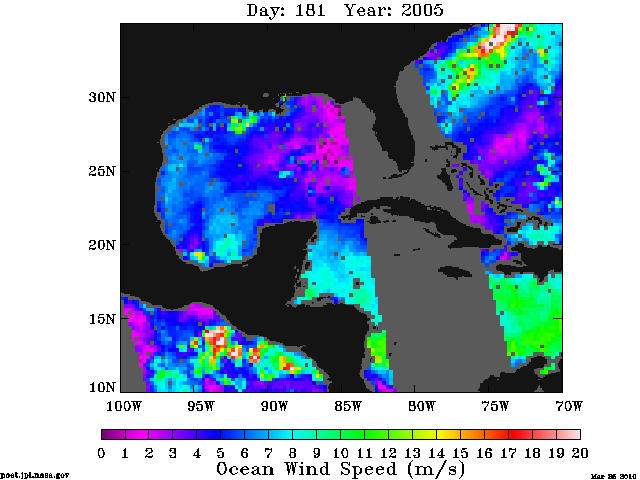 Day: 181 Year: 2005
30N
25N
20N
15N
10N
100W 95W 90W 85W 80W 75W 70W
0 1 2 3 4 5 6 7 8 9 10 11 12 13 14 15 16 17 18 19 20
Ocean Wind Speed (m/s)
poet.jpl.nasa.gov
Mar 26 2010